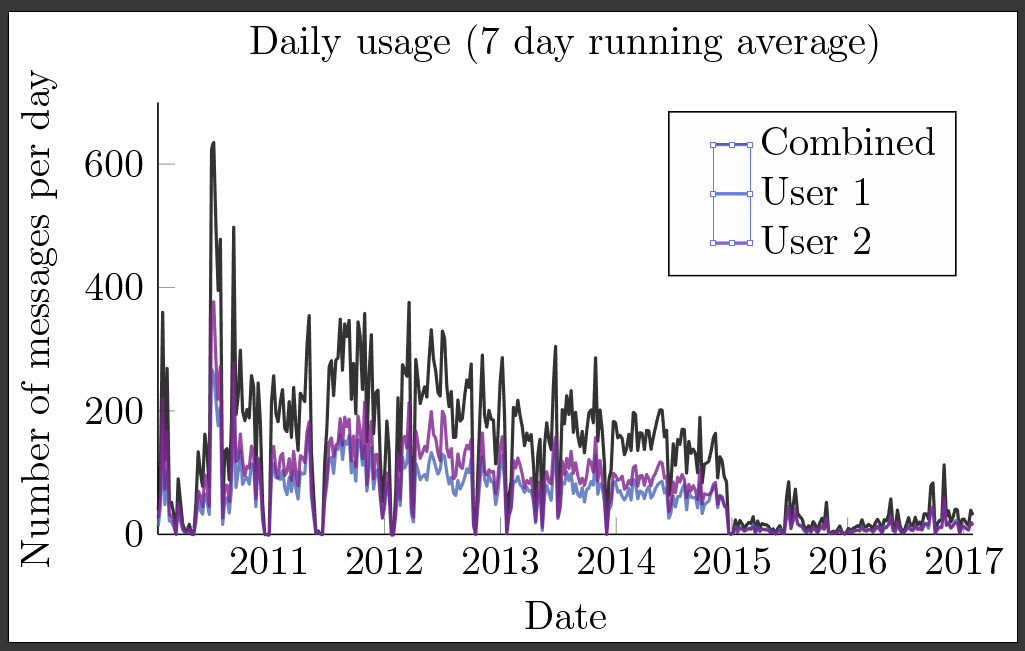 Daily usage (7 day running average)
Number of messages per day
600
400
200
0
Combined
User 1
User 2
2011 2012 2013 2014 2015 2016 2017
Date